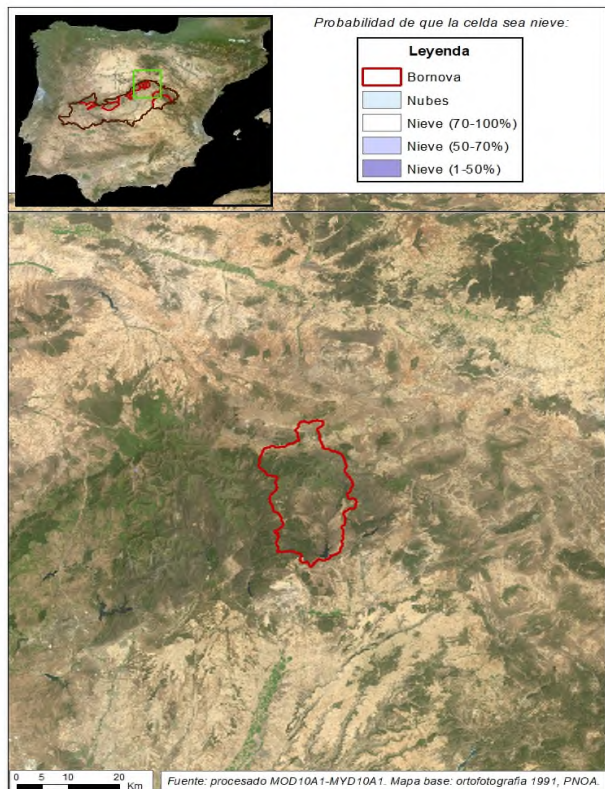 Probabilidad de que la celda sea nieve:
Leyenda
Bornova
Nubes
Nieve (70-100%)
Nieve (50-70%)
Nieve (1-50%)
0 5 10 20
Km
Fuente: procesado MOD10A1-MYD10A1. Mapa base: ortofotografía 1991, PNOA.